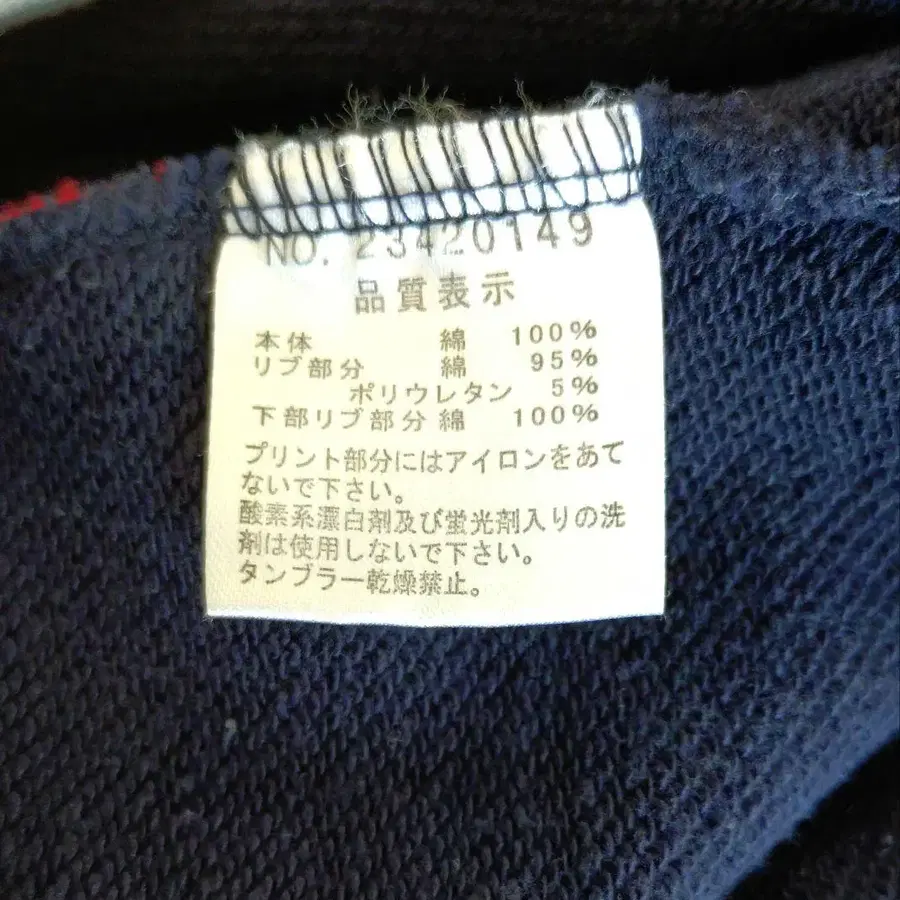 NO. 23420149
品質表示
本体 綿 100%
リブ部分 綿 95%
ポリウレタン 5%
下部リブ部分 綿 100%
プリント部分にはアイロンをあて
ないで下さい。
酸素系漂白剤及び蛍光剤入りの洗
剤は使用しないで下さい。
タンブラー乾燥禁止。